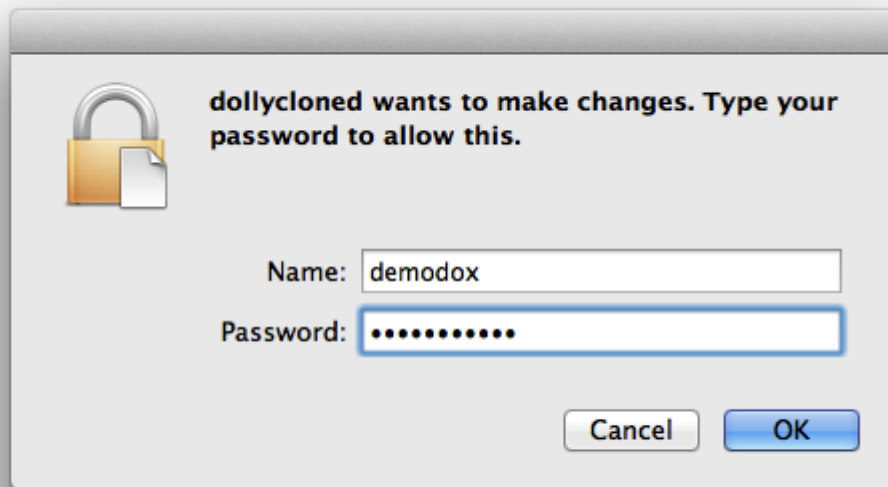 dollycloned wants to make changes. Type your
password to allow this.
Name: demodox
Password: •••••••••••
Cancel OK